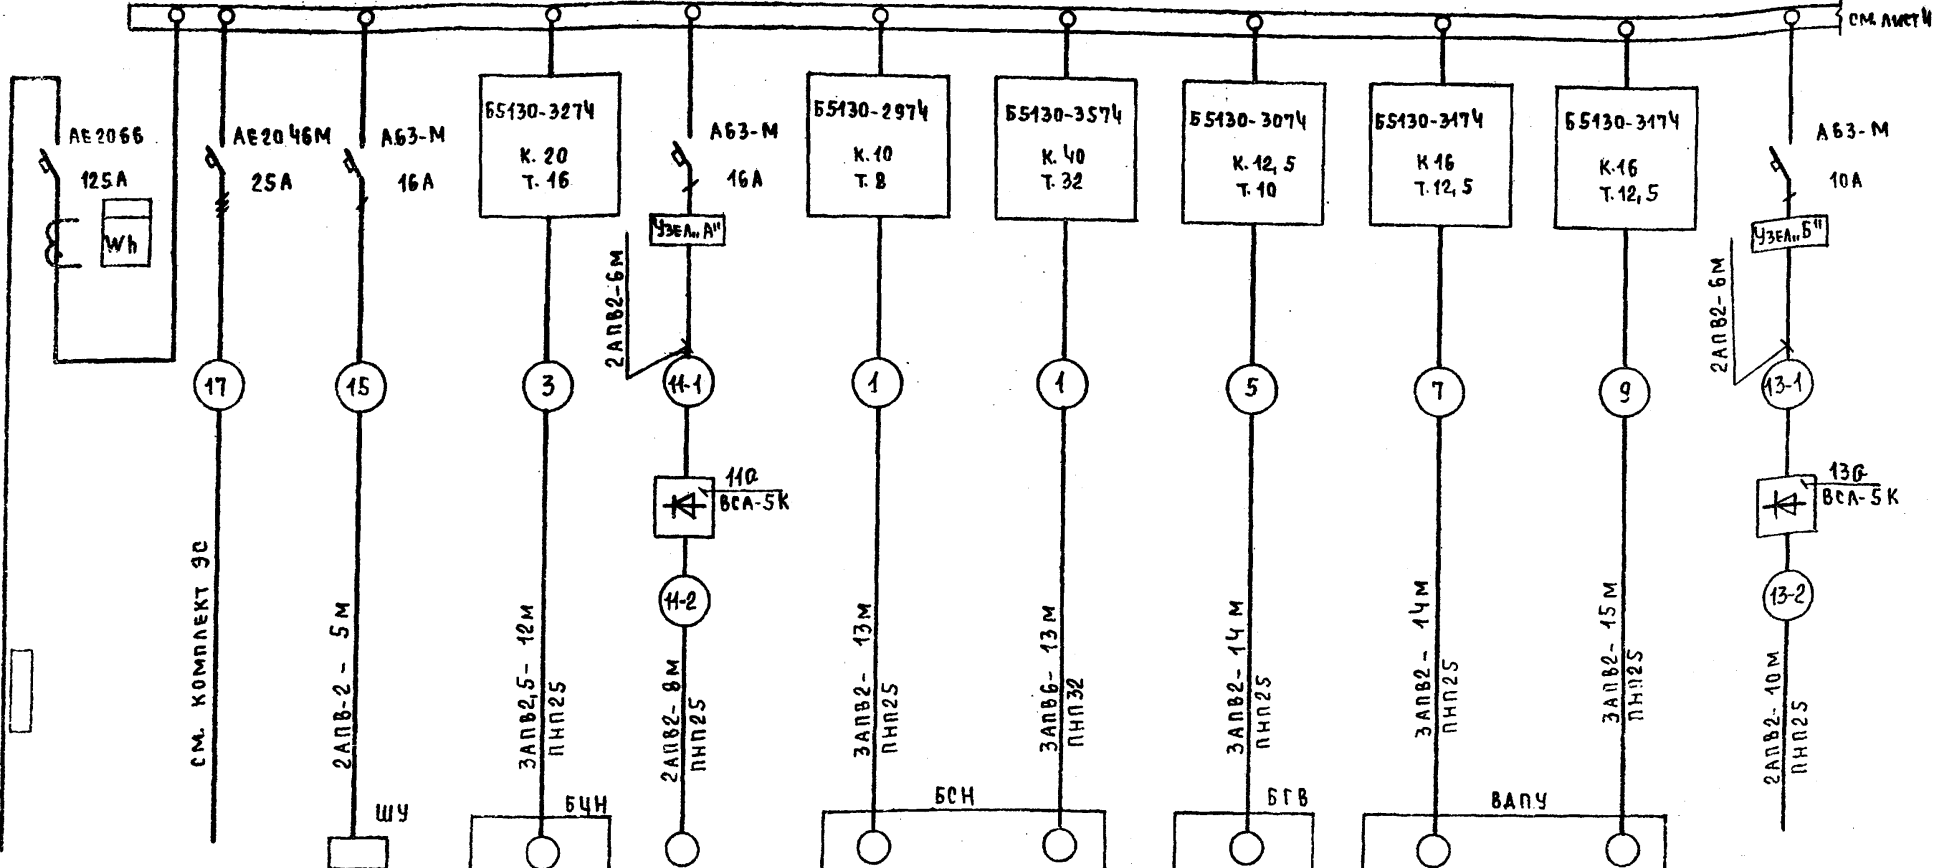 СМ. ЛИСТ 4
АЕ2066
125А
Wh
АЕ2046М
25А
А63-М
16А
Б5130-3274
К. 20
Т. 16
А63-М
16А
УЗЕЛ „А"
Б5130-2974
К. 10
Т. 8
Б5130-3574
К. 40
Т. 32
Б5130-3074
К. 12,5
Т. 10
Б5130-3174
К 16
Т. 12,5
Б5130-3174
К. 16
Т. 12,5
А63-М
10А
УЗЕЛ „Б"
2АПВ2-6М
2АПВ2-6М
17
15
3
11-1
1
1
5
7
9
13-1
11а
ВСА-5К
13а
ВСА-5К
11-2
13-2
СМ. КОМПЛЕКТ ЭС
2АПВ-2 - 5М
3АПВ2,5- 12М
ПНП25
2АПВ2- 8М
ПНП25
3АПВ2- 13М
ПНП25
3АПВ6- 13М
ПНП32
3АПВ2- 14М
ПНП25
3АПВ2- 14М
ПНП25
3АПВ2- 15М
ПНП25
2АПВ2- 10М
ПНП25
ШУ
БЦН
БСН
БГВ
ВАПУ